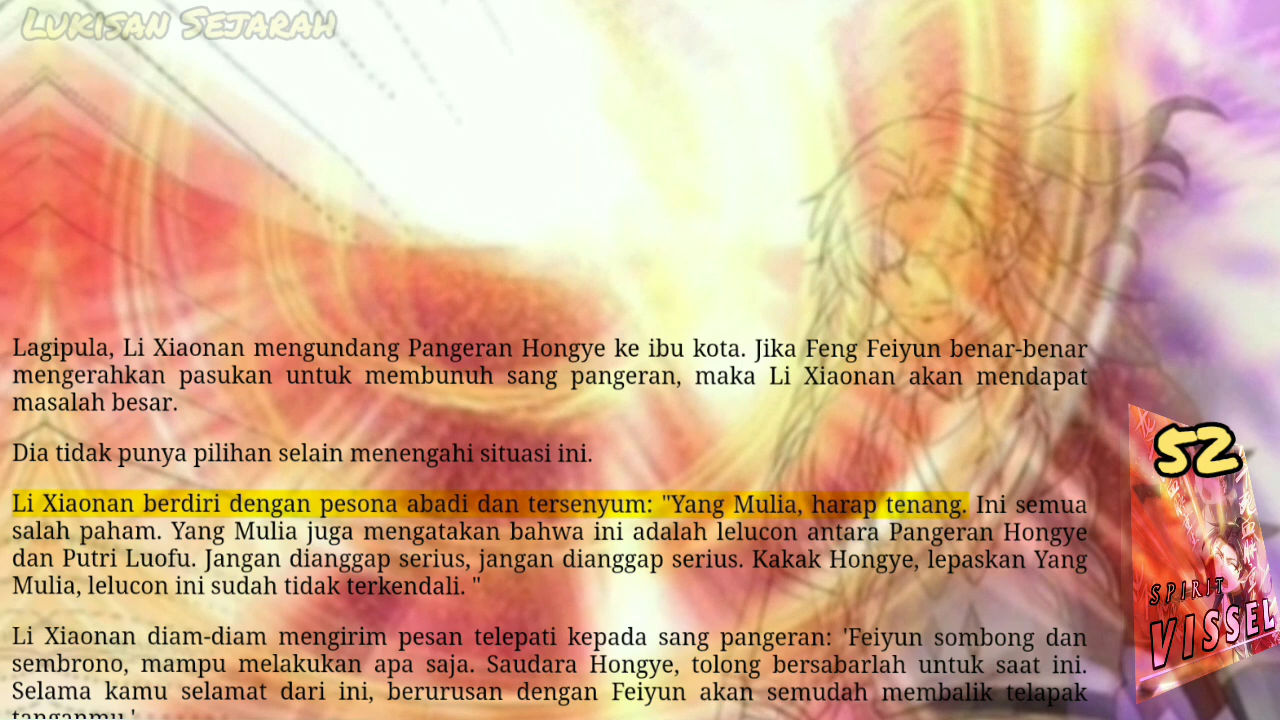 Lukisan Sejarah
Lagipula, Li Xiaonan mengundang Pangeran Hongye ke ibu kota. Jika Feng Feiyun benar-benar
mengerahkan pasukan untuk membunuh sang pangeran, maka Li Xiaonan akan mendapat
masalah besar.
Dia tidak punya pilihan selain menengahi situasi ini.
Li Xiaonan berdiri dengan pesona abadi dan tersenyum: "Yang Mulia, harap tenang. Ini semua
salah paham. Yang Mulia juga mengatakan bahwa ini adalah lelucon antara Pangeran Hongye
dan Putri Luofu. Jangan dianggap serius, jangan dianggap serius. Kakak Hongye, lepaskan Yang
Mulia, lelucon ini sudah tidak terkendali. "
Li Xiaonan diam-diam mengirim pesan telepati kepada sang pangeran: 'Feiyun sombong dan
sembrono, mampu melakukan apa saja. Saudara Hongye, tolong bersabarlah untuk saat ini.
Selama kamu selamat dari ini, berurusan dengan Feiyun akan semudah membalik telapak
tanganmu.'
52
SPIRIT
VISSEL